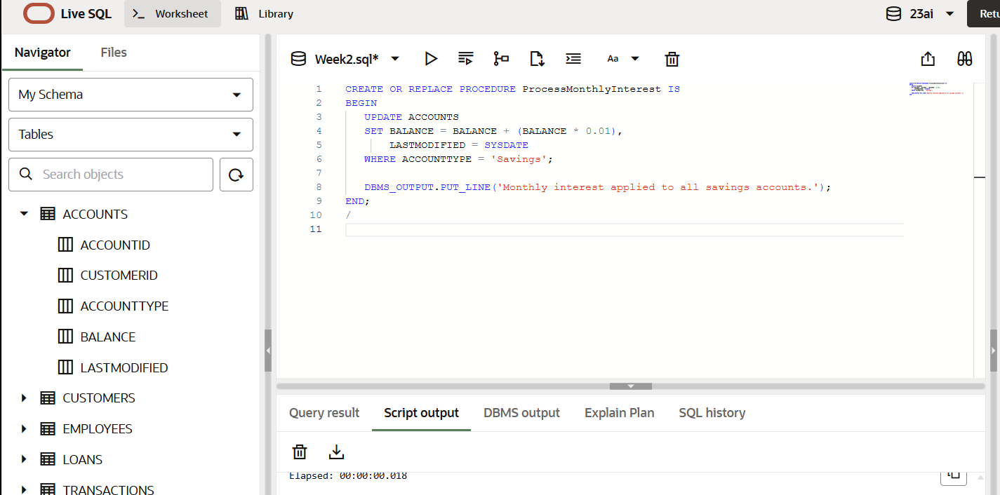 Live SQL
Worksheet
Library
23ai
Retu
Navigator
Files
My Schema
Tables
Search objects
ACCOUNTS
ACCOUNTID
CUSTOMERID
ACCOUNTTYPE
BALANCE
LASTMODIFIED
CUSTOMERS
EMPLOYEES
LOANS
TRANSACTIONS
Week2.sql*
Aa
1 CREATE OR REPLACE PROCEDURE ProcessMonthlyInterest IS
2 BEGIN
3 UPDATE ACCOUNTS
4 SET BALANCE = BALANCE + (BALANCE * 0.01),
5 LASTMODIFIED = SYSDATE
6 WHERE ACCOUNTTYPE = 'Savings';
7
8 DBMS_OUTPUT.PUT_LINE('Monthly interest applied to all savings accounts.');
9 END;
10 /
11
Query result
Script output
DBMS output
Explain Plan
SQL history
Elapsed: 00:00:00.018